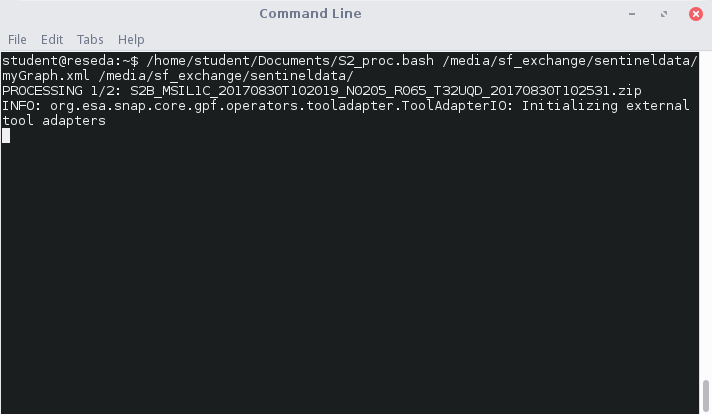 Command Line
File Edit Tabs Help
student@reseda:~$ /home/student/Documents/S2_proc.bash /media/sf_exchange/sentineldata/
myGraph.xml /media/sf_exchange/sentineldata/
PROCESSING 1/2: S2B_MSIL1C_20170830T102019_N0205_R065_T32UQD_20170830T102531.zip
INFO: org.esa.snap.core.gpf.operators.tooladapter.ToolAdapterIO: Initializing external
tool adapters